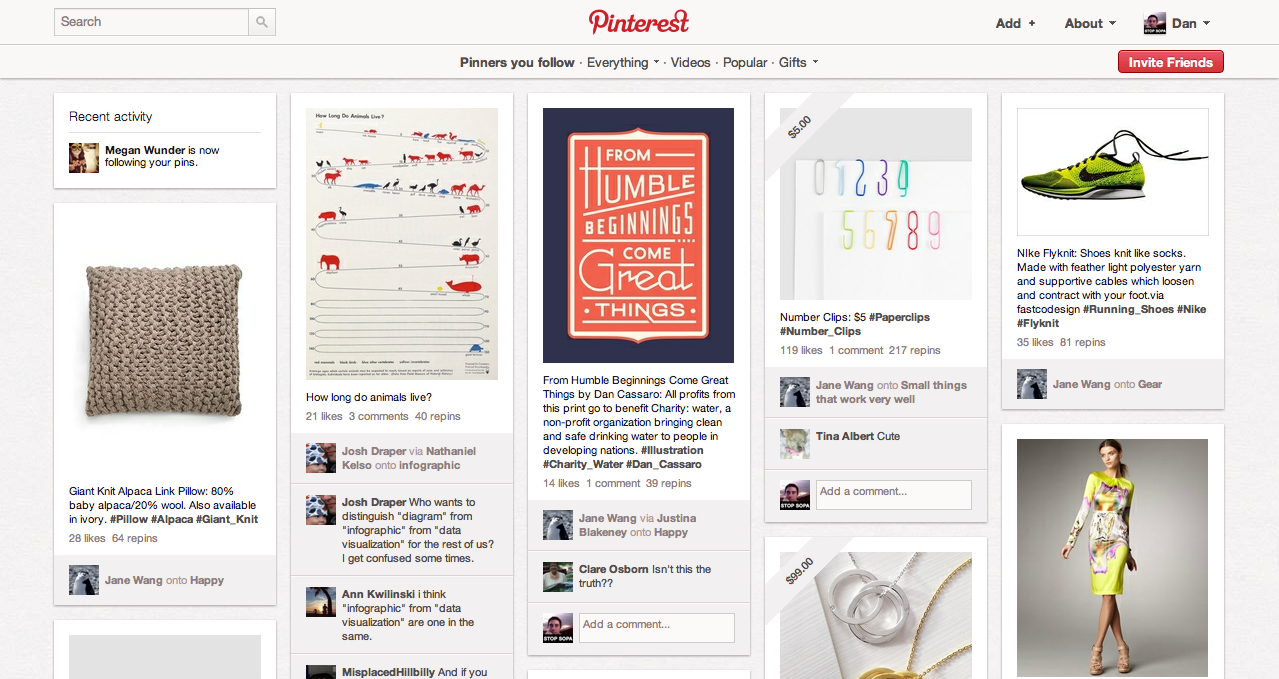 Search
Pinterest
Add +
About
Dan
STOP SOPA
Pinners you follow · Everything · Videos · Popular · Gifts
Invite Friends
Recent activity
Megan Wunder is now
following your pins.
Giant Knit Alpaca Link Pillow: 80%
baby alpaca/20% wool. Also available
in ivory. #Pillow #Alpaca #Giant_Knit
28 likes 64 repins
Jane Wang onto Happy
How Long Do Animals Live?
How long do animals live?
21 likes 3 comments 40 repins
Josh Draper via Nathaniel
Kelso onto infographic
Josh Draper Who wants to
distinguish "diagram" from
"infographic" from "data
visualization" for the rest of us?
I get confused some times.
Ann Kwilinski i think
"infographic" from "data
visualization" are one in the
same.
MisplacedHillbilly And if you
FROM
HUMBLE
BEGINNINGS
COME
Great
THINGS
From Humble Beginnings Come Great
Things by Dan Cassaro: All profits from
this print go to benefit Charity: water, a
non-profit organization bringing clean
and safe drinking water to people in
developing nations. #Illustration
#Charity_Water #Dan_Cassaro
14 likes 1 comment 39 repins
Jane Wang via Justina
Blakeney onto Happy
Clare Osborn Isn't this the
truth??
STOP SOPA
Add a comment...
$5.00
0 1 2 3 4
5 6 7 8 9
Number Clips: $5 #Paperclips
#Number_Clips
119 likes 1 comment 217 repins
Jane Wang onto Small things
that work very well
Tina Albert Cute
STOP SOPA
Add a comment...
$99.00
NIke Flyknit: Shoes knit like socks.
Made with feather light polyester yarn
and supportive cables which loosen
and contract with your foot.via
fastcodesign #Running_Shoes #Nike
#Flyknit
35 likes 81 repins
Jane Wang onto Gear